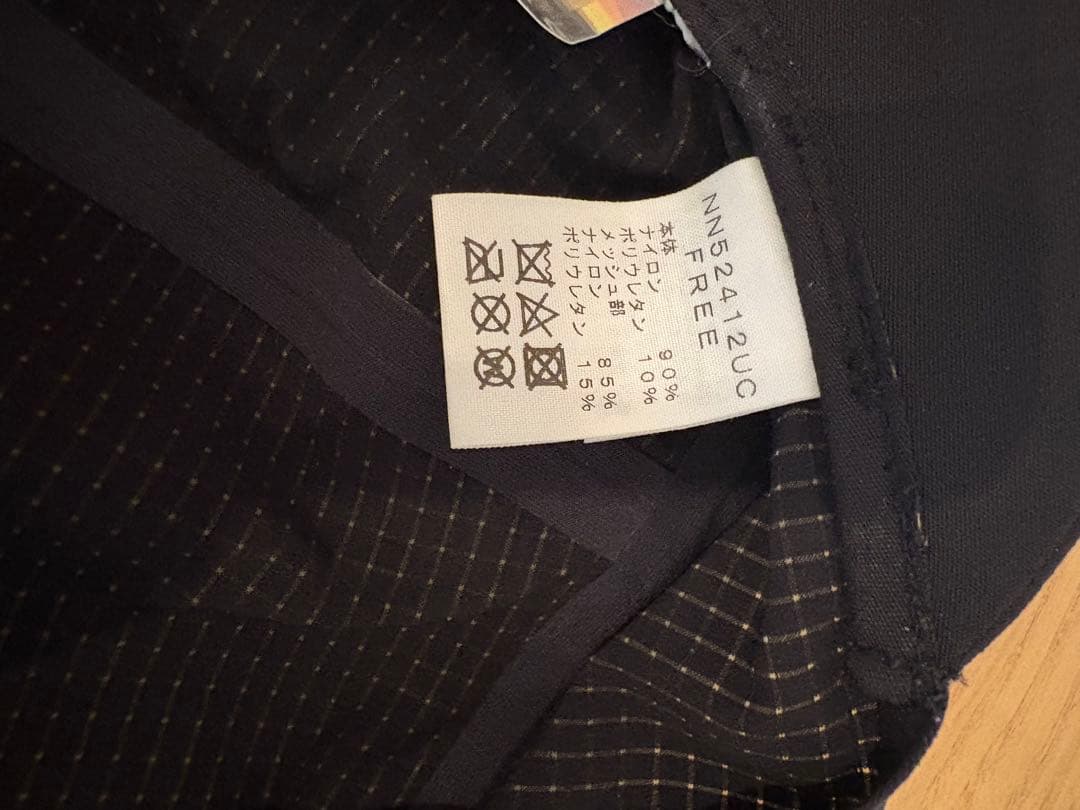 NN52412UC
FREE
本体
ナイロン 90%
ポリウレタン 10%
メッシュ部
ナイロン 85%
ポリウレタン 15%